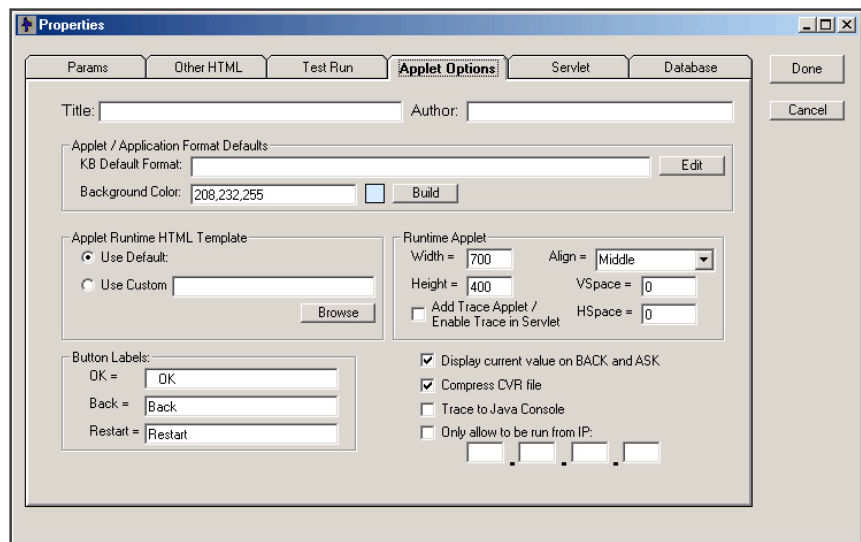 Properties
Params Other HTML Test Run Applet Options Servlet Database
Done
Cancel
Title: Author:
Applet / Application Format Defaults
KB Default Format: Edit
Background Color: 208,232,255 Build
Applet Runtime HTML Template
Use Default:
Use Custom
Browse
Runtime Applet
Width = 700 Align = Middle
Height = 400 VSpace = 0
Add Trace Applet /
Enable Trace in Servlet
HSpace = 0
Button Labels:
OK = OK
Back = Back
Restart = Restart
Display current value on BACK and ASK
Compress CVR file
Trace to Java Console
Only allow to be run from IP:
. . .